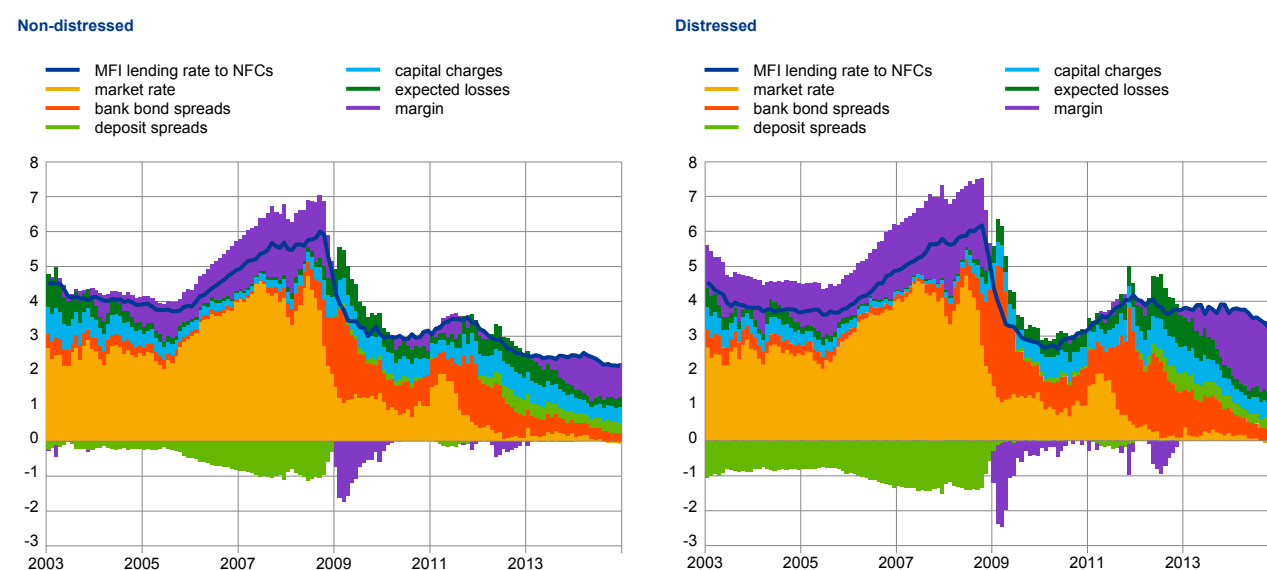 Non-distressed
MFI lending rate to NFCs
market rate
bank bond spreads
deposit spreads
capital charges
expected losses
margin
8
7
6
5
4
3
2
1
0
-1
-2
-3
2003 2005 2007 2009 2011 2013
Distressed
MFI lending rate to NFCs
market rate
bank bond spreads
deposit spreads
capital charges
expected losses
margin
8
7
6
5
4
3
2
1
0
-1
-2
-3
2003 2005 2007 2009 2011 2013